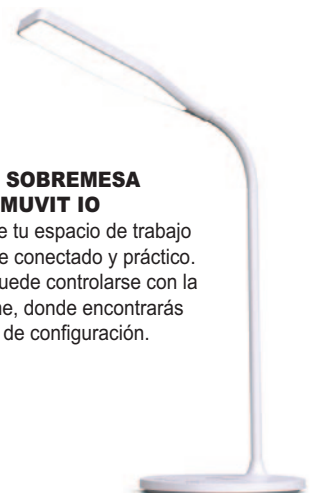 SOBREMESA
MUVIT IO
e tu espacio de trabajo
e conectado y práctico.
uede controlarse con la
ne, donde encontrarás
de configuración.